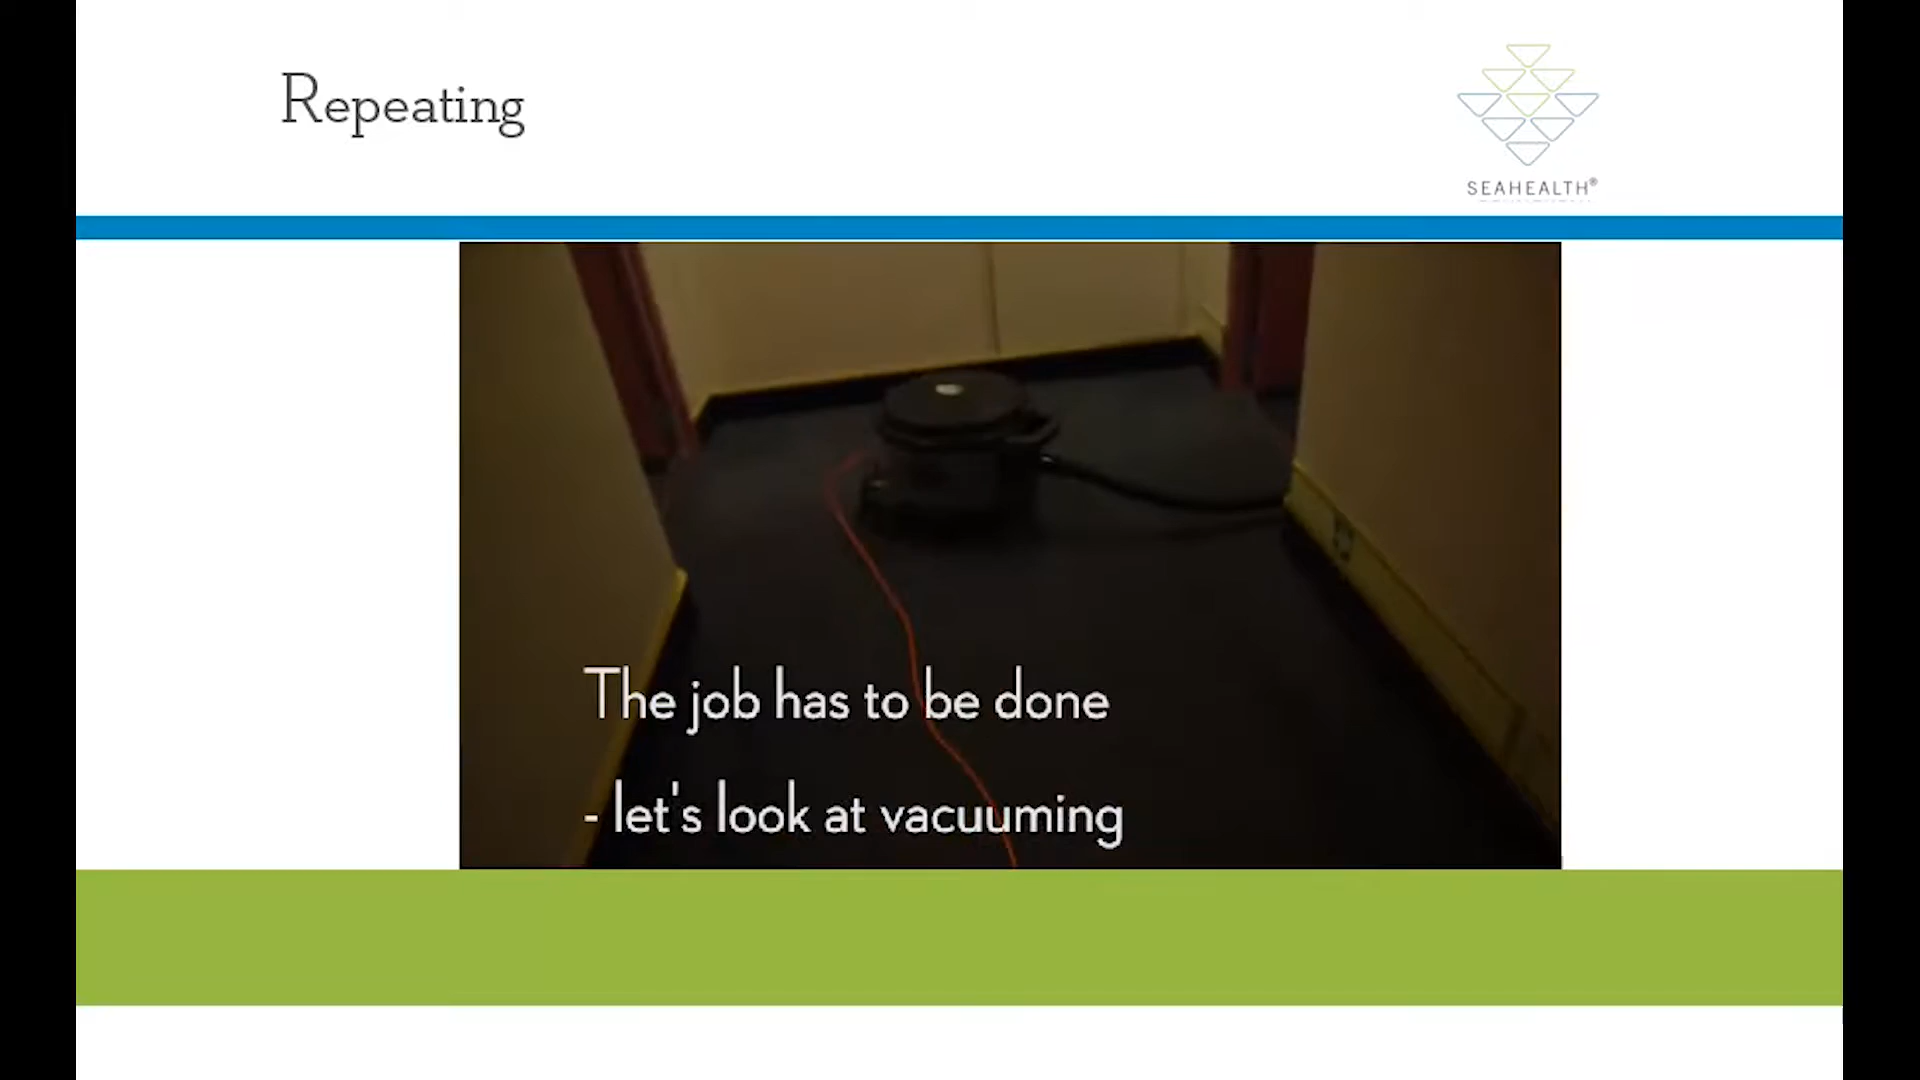 Repeating
SEAHEALTH®
The job has to be done
- let's look at vacuuming